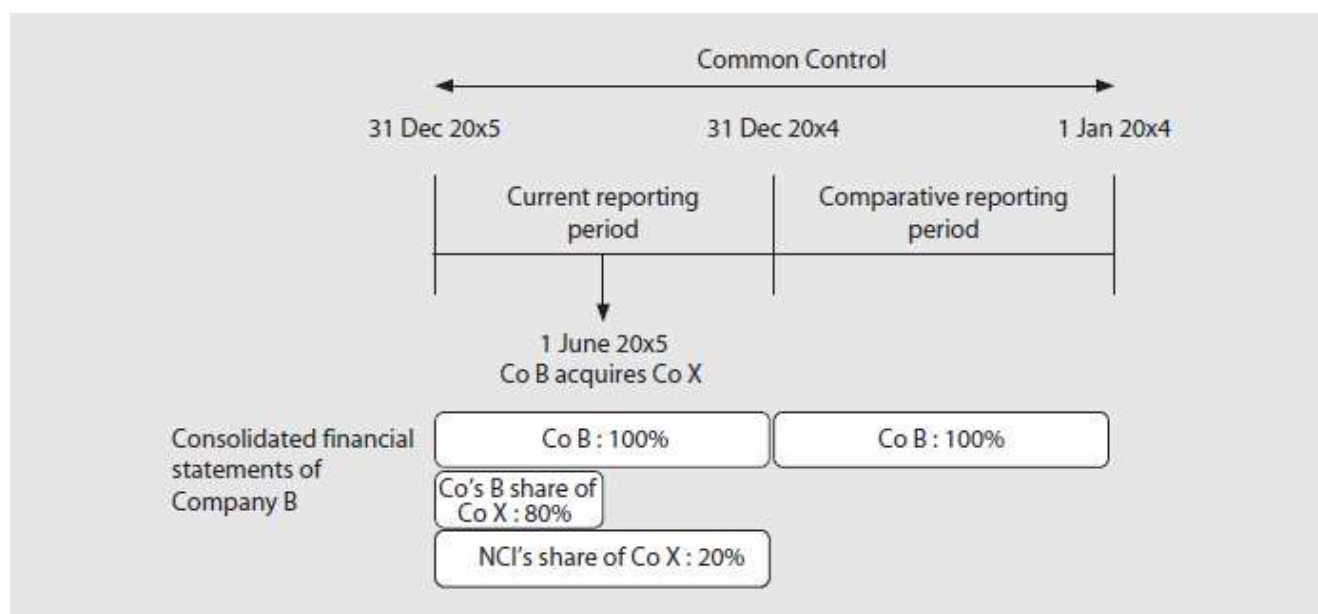 Common Control
31 Dec 20x5
31 Dec 20x4
1 Jan 20x4
Current reporting
period
Comparative reporting
period
1 June 20x5
Co B acquires Co X
Consolidated financial
statements of
Company B
Co B : 100%
Co B : 100%
Co's B share of
Co X : 80%
NCI's share of Co X : 20%